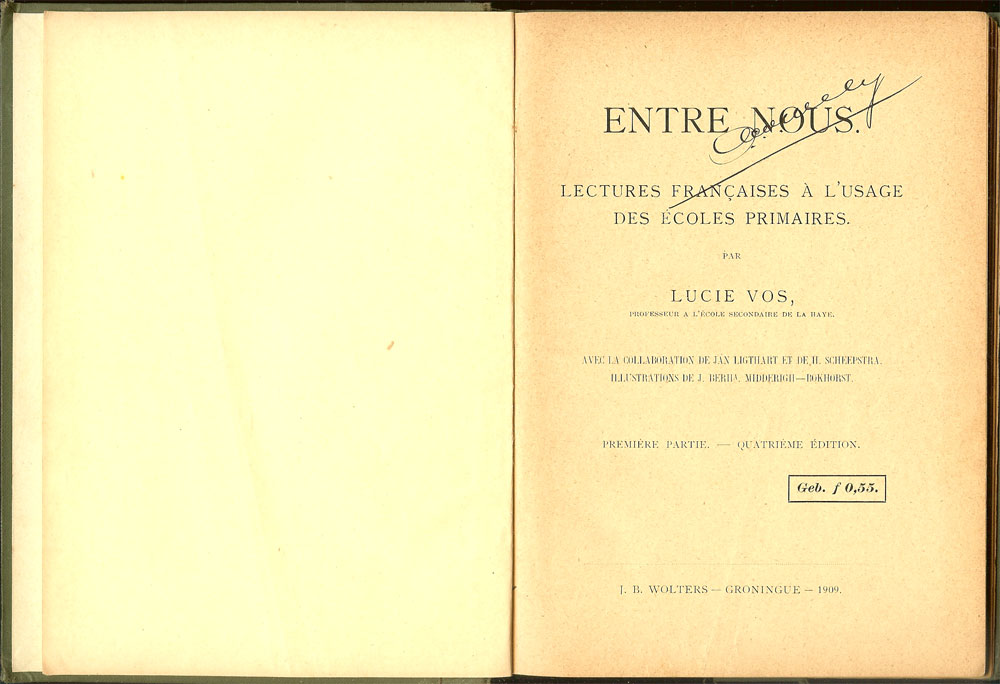 ENTRE NOUS.
LECTURES FRANÇAISES À L'USAGE
DES ÉCOLES PRIMAIRES.
PAR
LUCIE VOS,
PROFESSEUR A L'ÉCOLE SECONDAIRE DE LA HAYE.
AVEC LA COLLABORATION DE JAN LIGTHART ET DE H. SCHEEPSTRA.
ILLUSTRATIONS DE J. BERHA. MIDDERIGH—BOKHORST.
PREMIÈRE PARTIE. — QUATRIÈME ÉDITION.
Geb. f 0,55.
J. B. WOLTERS — GRONINGUE — 1909.